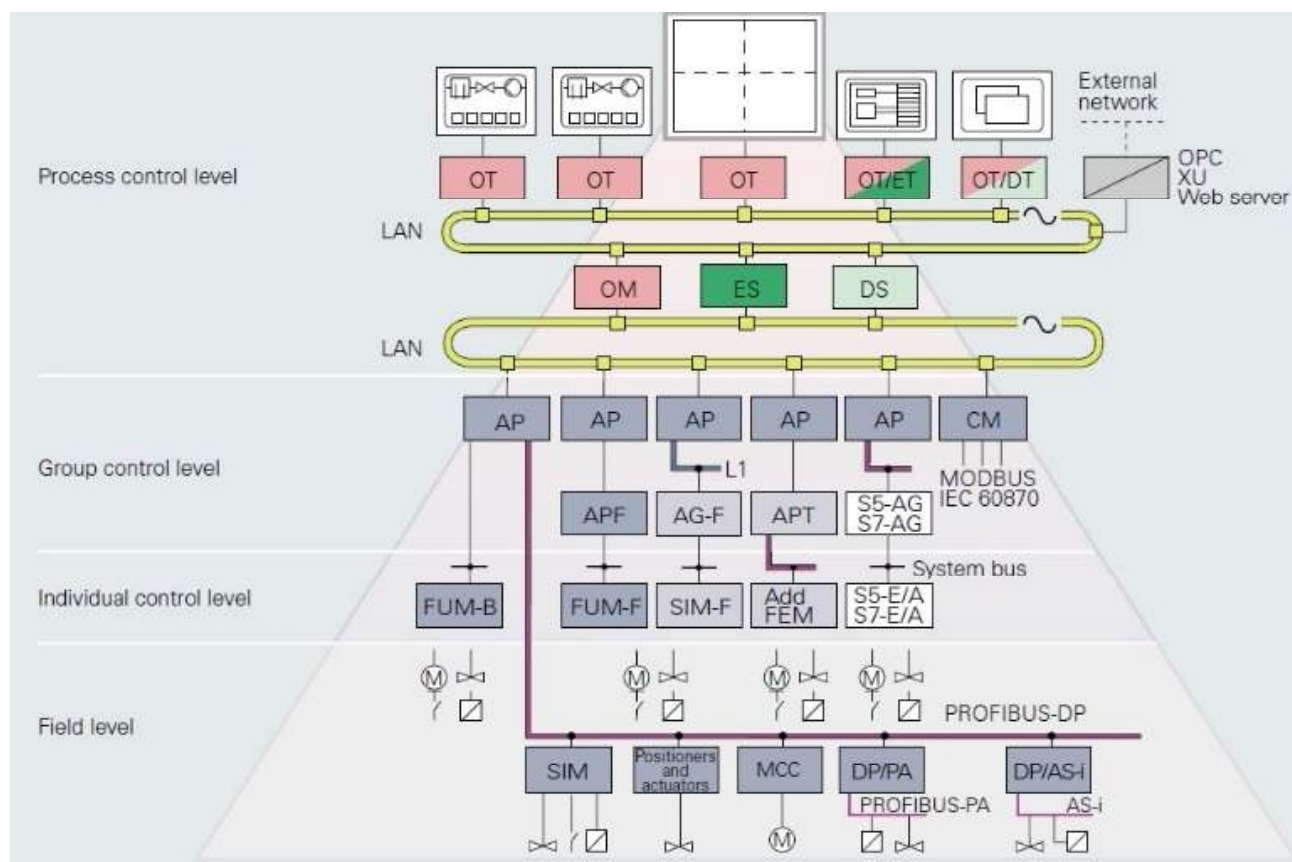 External
network
OT
OT
OT
OT/ET
OT/DT
OPC
XU
Web server
Process control level
LAN
OM
ES
DS
LAN
AP
AP
AP
AP
AP
CM
Group control level
L1
MODBUS
IEC 60870
APF
AG-F
APT
S5-AG
S7-AG
System bus
Individual control level
FUM-B
FUM-F
SIM-F
Add
FEM
S5-E/A
S7-E/A
M
M
M
M
Field level
PROFIBUS-DP
SIM
Positioners
and
actuators
MCC
DP/PA
DP/AS-i
PROFIBUS-PA
AS-i
M